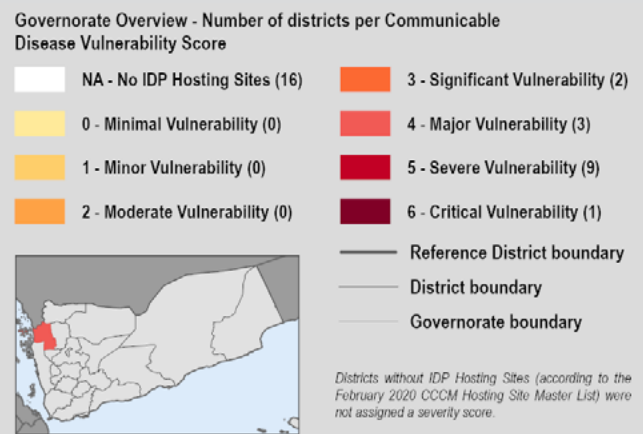 Governorate Overview - Number of districts per Communicable
Disease Vulnerability Score
NA - No IDP Hosting Sites (16)
0 - Minimal Vulnerability (0)
1 - Minor Vulnerability (0)
2 - Moderate Vulnerability (0)
3 - Significant Vulnerability (2)
4 - Major Vulnerability (3)
5 - Severe Vulnerability (9)
6 - Critical Vulnerability (1)
Reference District boundary
District boundary
Governorate boundary
Districts without IDP Hosting Sites (according to the
February 2020 CCCM Hosting Site Master List) were
not assigned a severity score.